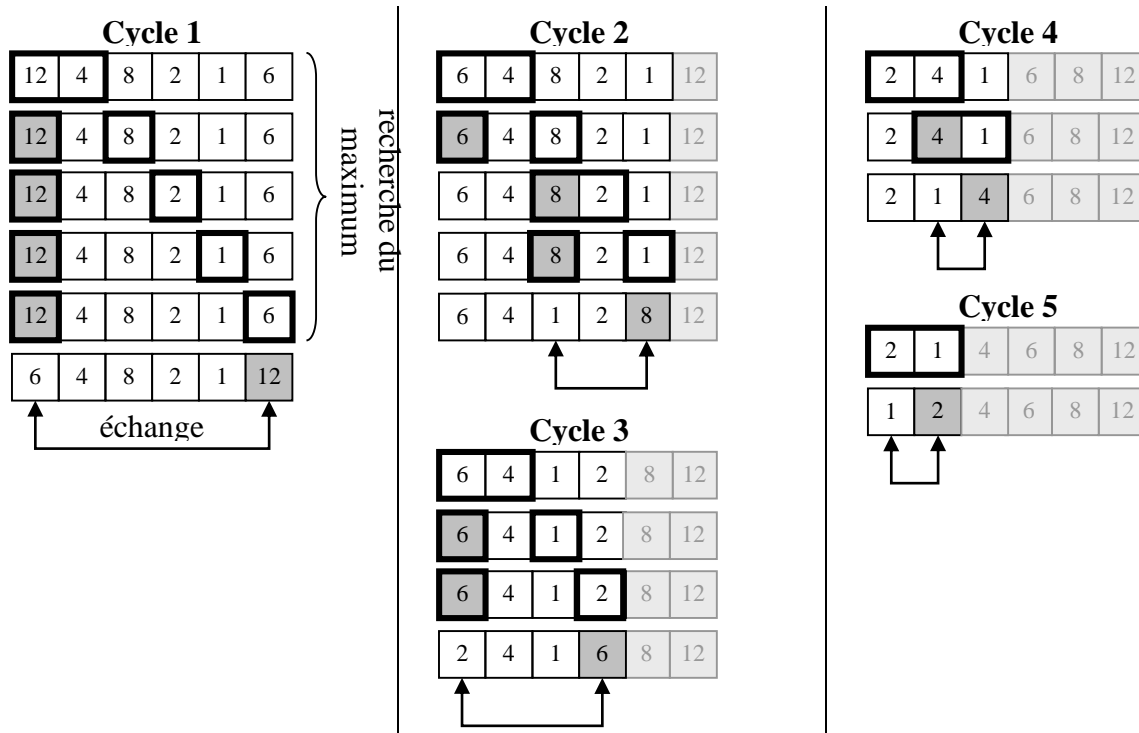 Cycle 1
12 4 8 2 1 6
12 4 8 2 1 6
12 4 8 2 1 6
12 4 8 2 1 6
12 4 8 2 1 6
6 4 8 2 1 12
échange
recherche du
maximum
Cycle 2
6 4 8 2 1 12
6 4 8 2 1 12
6 4 8 2 1 12
6 4 8 2 1 12
6 4 1 2 8 12
Cycle 3
6 4 1 2 8 12
6 4 1 2 8 12
6 4 1 2 8 12
2 4 1 6 8 12
Cycle 4
2 4 1 6 8 12
2 4 1 6 8 12
2 1 4 6 8 12
Cycle 5
2 1 4 6 8 12
1 2 4 6 8 12